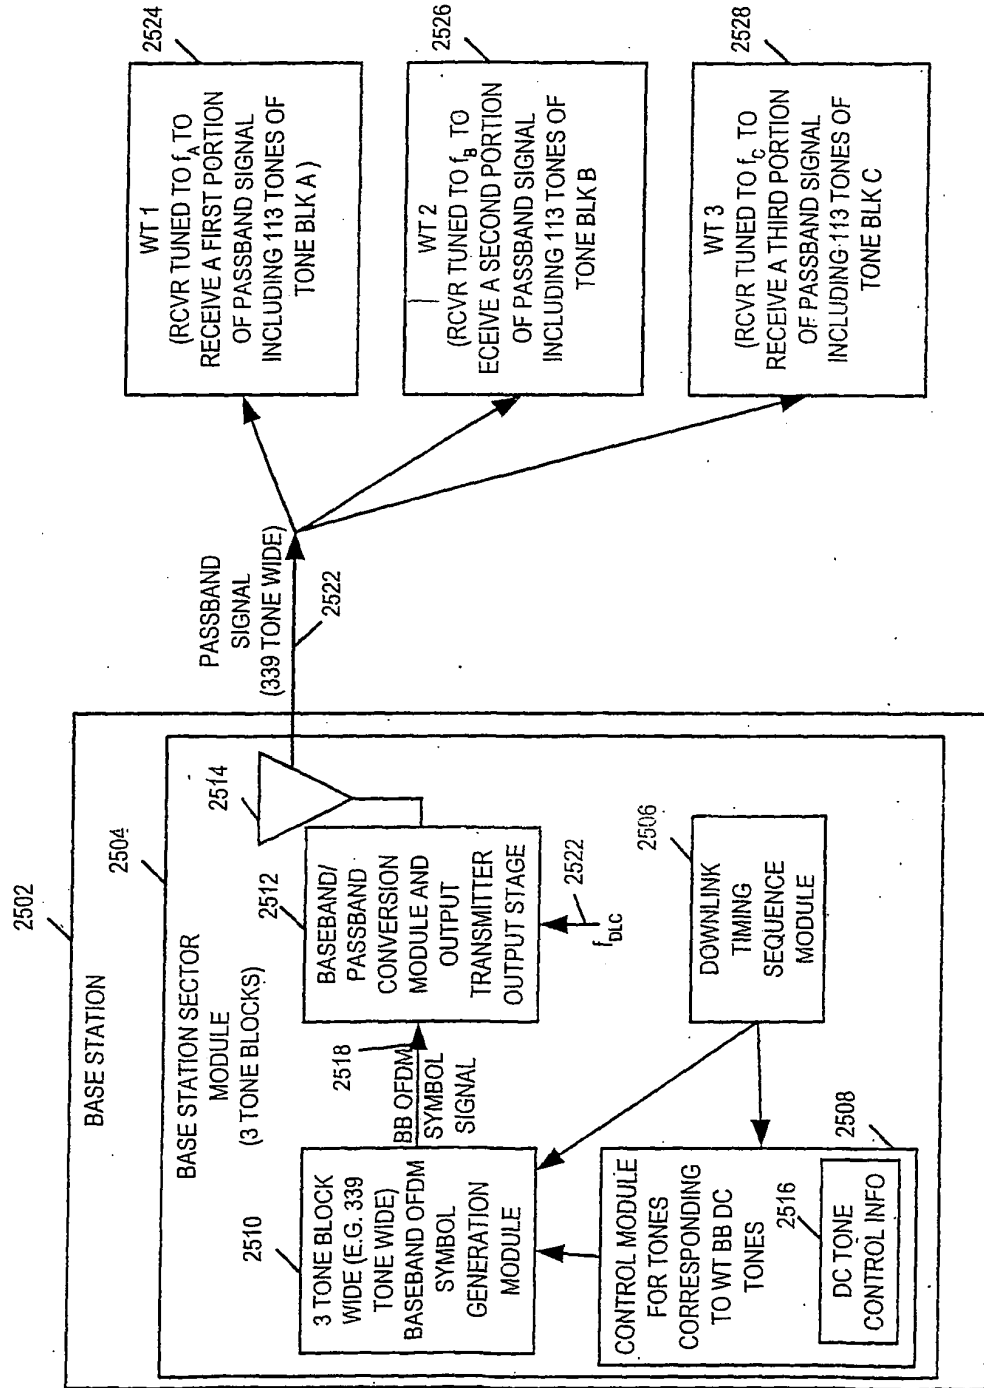 BASE STATION
2502
BASE STATION SECTOR
MODULE
(3 TONE BLOCKS)
2504
2510
3 TONE BLOCK
WIDE (E.G. 339
TONE WIDE)
BASEBAND OFDM
SYMBOL
GENERATION
MODULE
2518
BB OFDM
SYMBOL
SIGNAL
2512
BASEBAND/
PASSBAND
CONVERSION
MODULE AND
OUTPUT
TRANSMITTER
OUTPUT STAGE
2514
f_DLC
2522
CONTROL MODULE
FOR TONES
CORRESPONDING
TO WT BB DC
TONES
2508
2516
DC TONE
CONTROL INFO
2506
DOWNLINK
TIMING
SEQUENCE
MODULE
PASSBAND
SIGNAL
(339 TONE WIDE)
2522
2524
WT 1
(RCVR TUNED TO f_A TO
RECEIVE A FIRST PORTION
OF PASSBAND SIGNAL
INCLUDING 113 TONES OF
TONE BLK A)
2526
WT 2
(RCVR TUNED TO f_B TO
ECEIVE A SECOND PORTION
OF PASSBAND SIGNAL
INCLUDING 113 TONES OF
TONE BLK B
2528
WT 3
(RCVR TUNED TO f_C TO
RECEIVE A THIRD PORTION
OF PASSBAND SIGNAL
INCLUDING 113 TONES OF
TONE BLK C